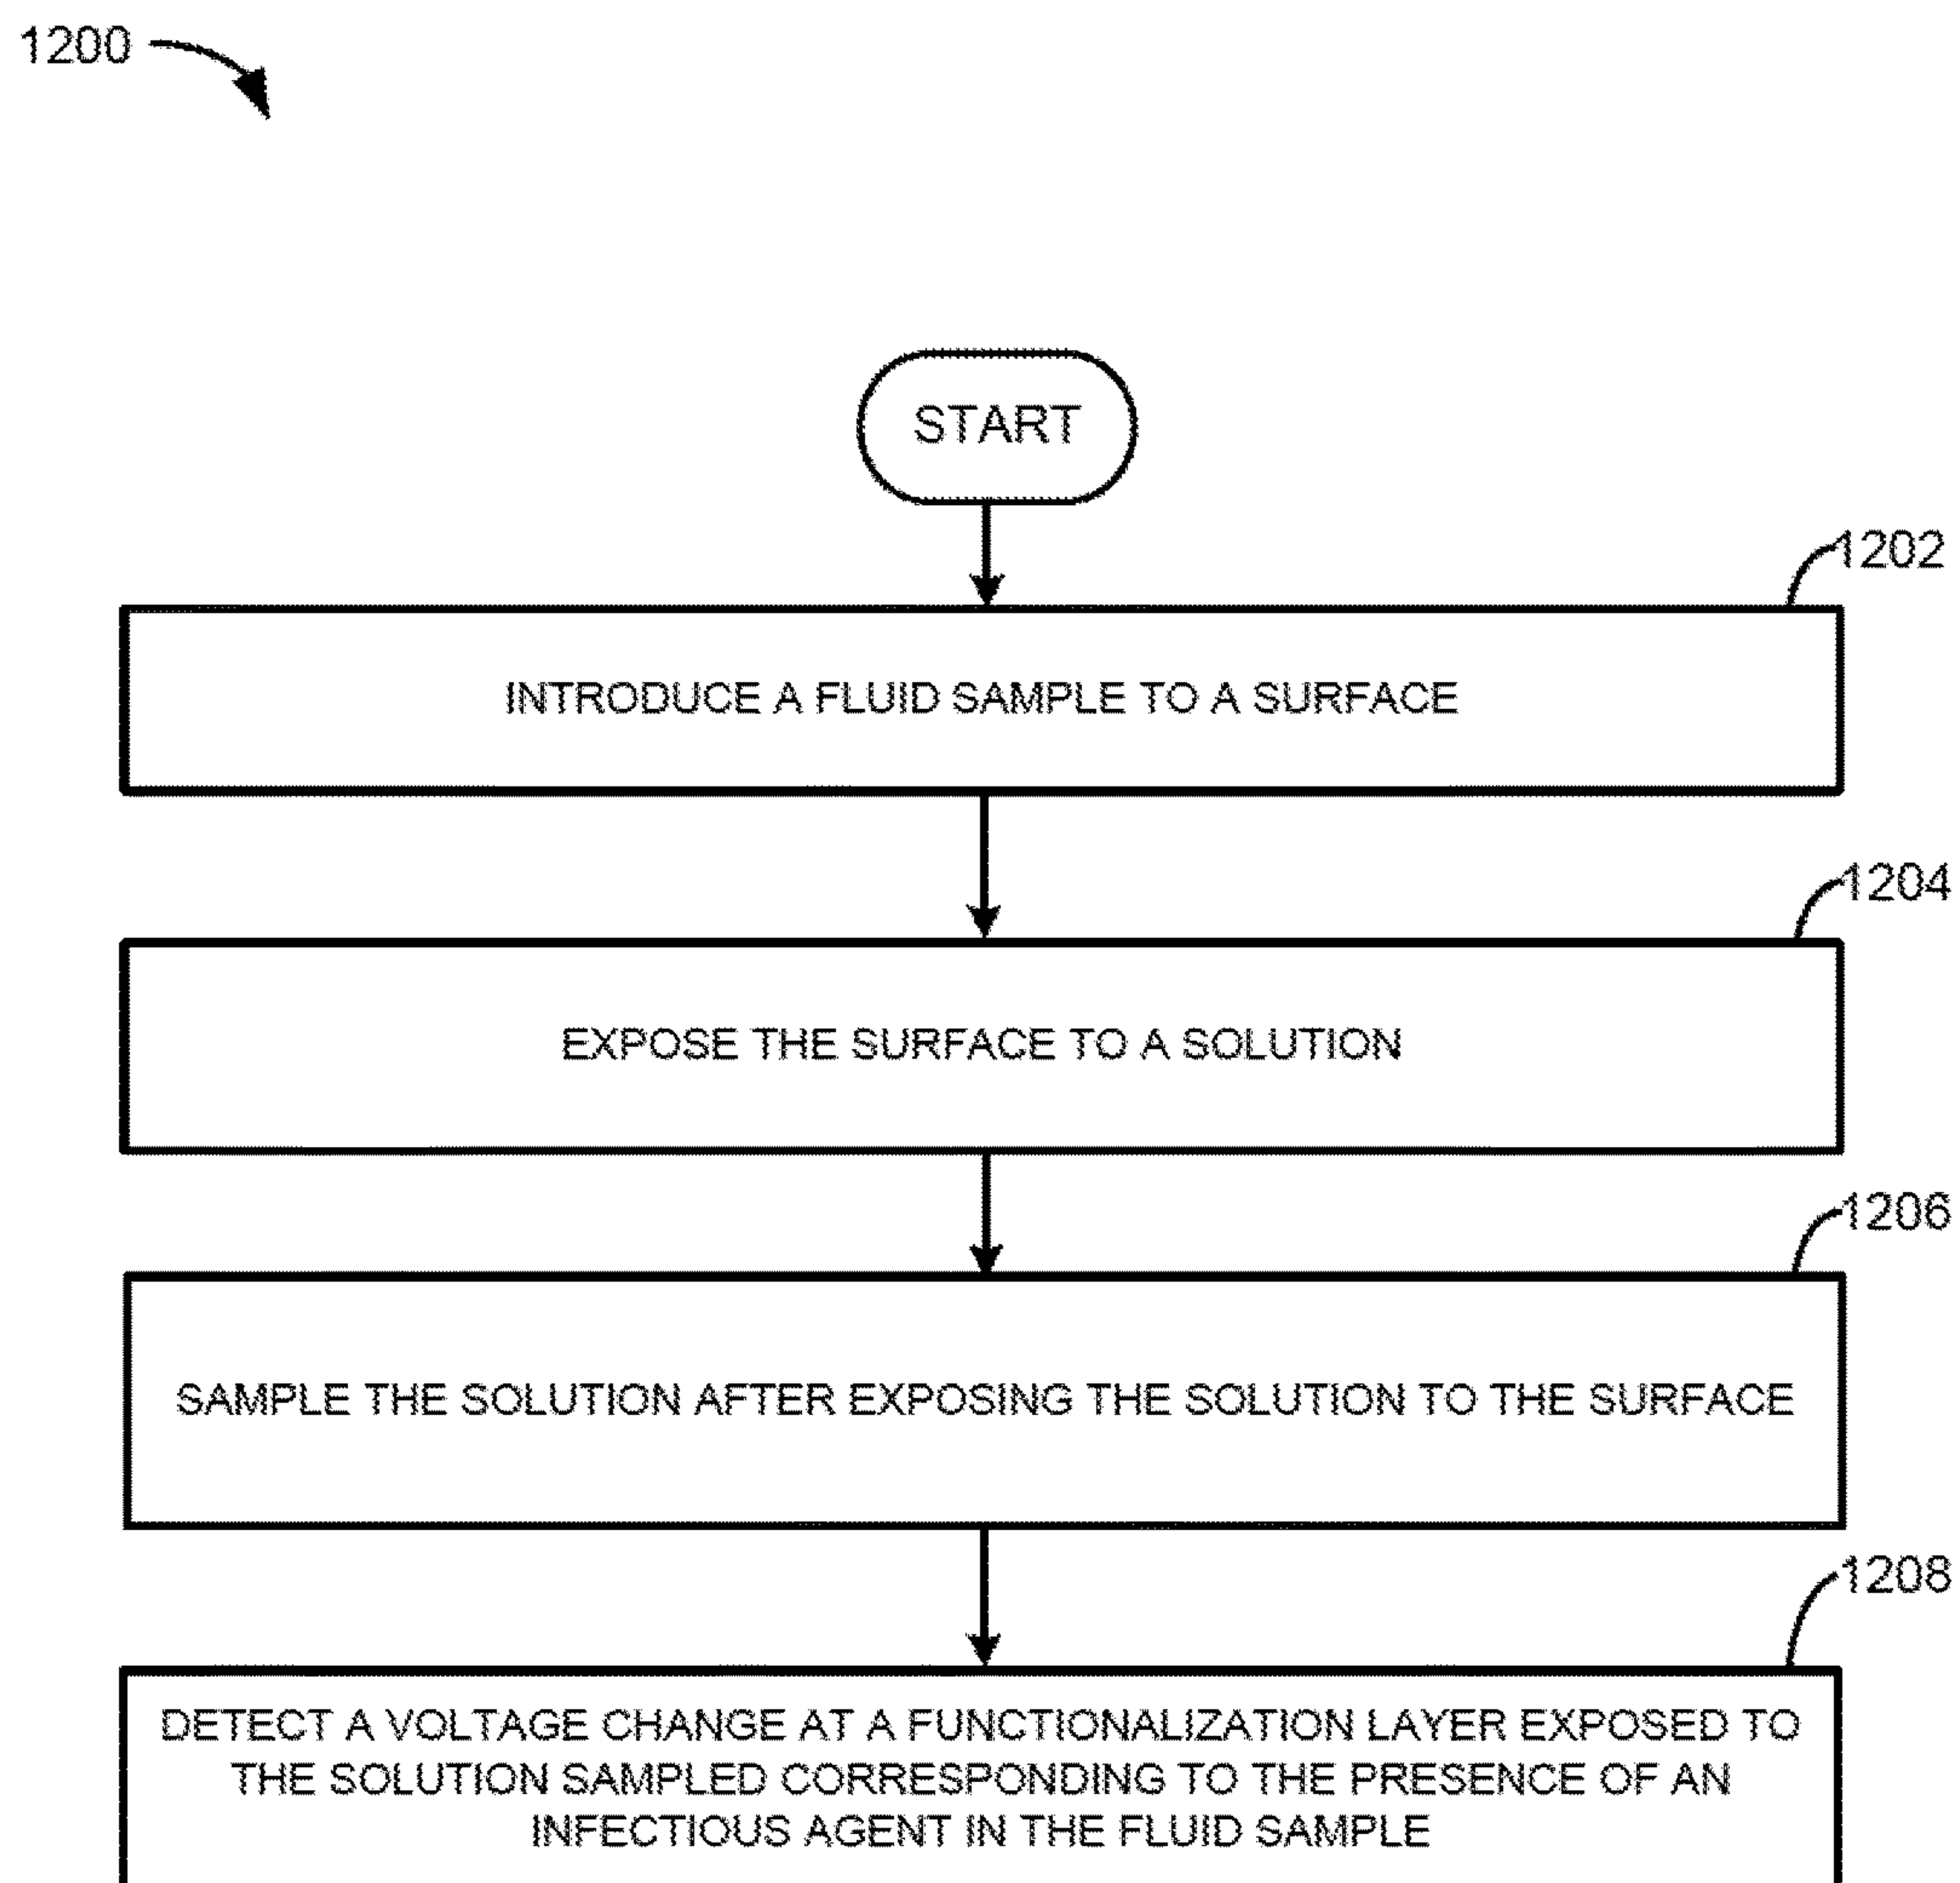 1200
START
1202
INTRODUCE A FLUID SAMPLE TO A SURFACE
1204
EXPOSE THE SURFACE TO A SOLUTION
1206
SAMPLE THE SOLUTION AFTER EXPOSING THE SOLUTION TO THE SURFACE
1208
DETECT A VOLTAGE CHANGE AT A FUNCTIONALIZATION LAYER EXPOSED TO
THE SOLUTION SAMPLED CORRESPONDING TO THE PRESENCE OF AN
INFECTIOUS AGENT IN THE FLUID SAMPLE